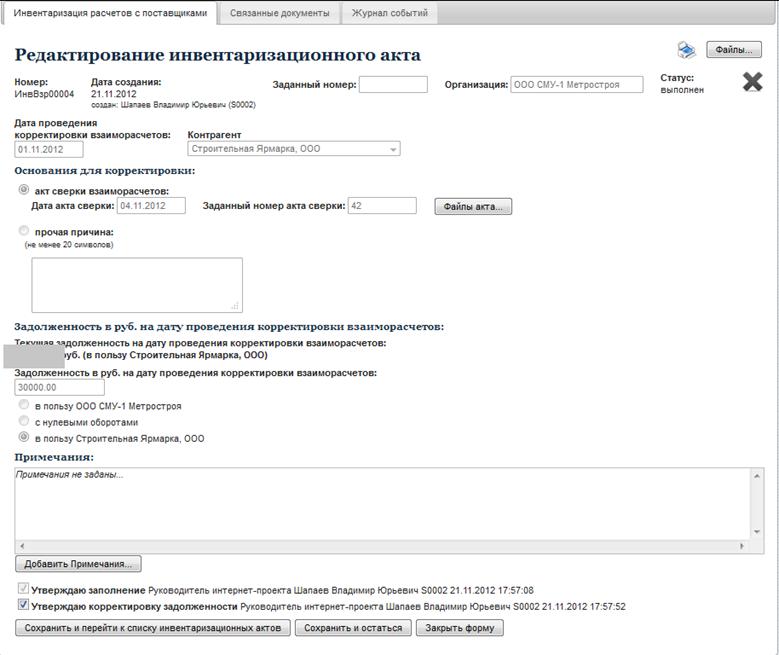 Инвентаризация расчетов с поставщиками Связанные документы Журнал событий
Редактирование инвентаризационного акта Файлы...
Номер: Дата создания: Заданный номер: Организация: ООО СМУ-1 Метростроя Статус:
ИнвВзр00004 21.11.2012 выполнен
создан: Шапаев Владимир Юрьевич (S0002)
Дата проведения
корректировки взаиморасчетов: Контрагент
01.11.2012 Строительная Ярмарка, ООО
Основания для корректировки:
акт сверки взаиморасчетов:
Дата акта сверки: 04.11.2012 Заданный номер акта сверки: 42 Файлы акта...
прочая причина:
(не менее 20 символов)
Задолженность в руб. на дату проведения корректировки взаиморасчетов:
Текущая задолженность на дату проведения корректировки взаиморасчетов:
руб. (в пользу Строительная Ярмарка, ООО)
Задолженность в руб. на дату проведения корректировки взаиморасчетов:
30000.00
в пользу ООО СМУ-1 Метростроя
с нулевыми оборотами
в пользу Строительная Ярмарка, ООО
Примечания:
Примечания не заданы...
Добавить Примечания...
Утверждаю заполнение Руководитель интернет-проекта Шапаев Владимир Юрьевич S0002 21.11.2012 17:57:08
Утверждаю корректировку задолженности Руководитель интернет-проекта Шапаев Владимир Юрьевич S0002 21.11.2012 17:57:52
Сохранить и перейти к списку инвентаризационных актов Сохранить и остаться Закрыть форму